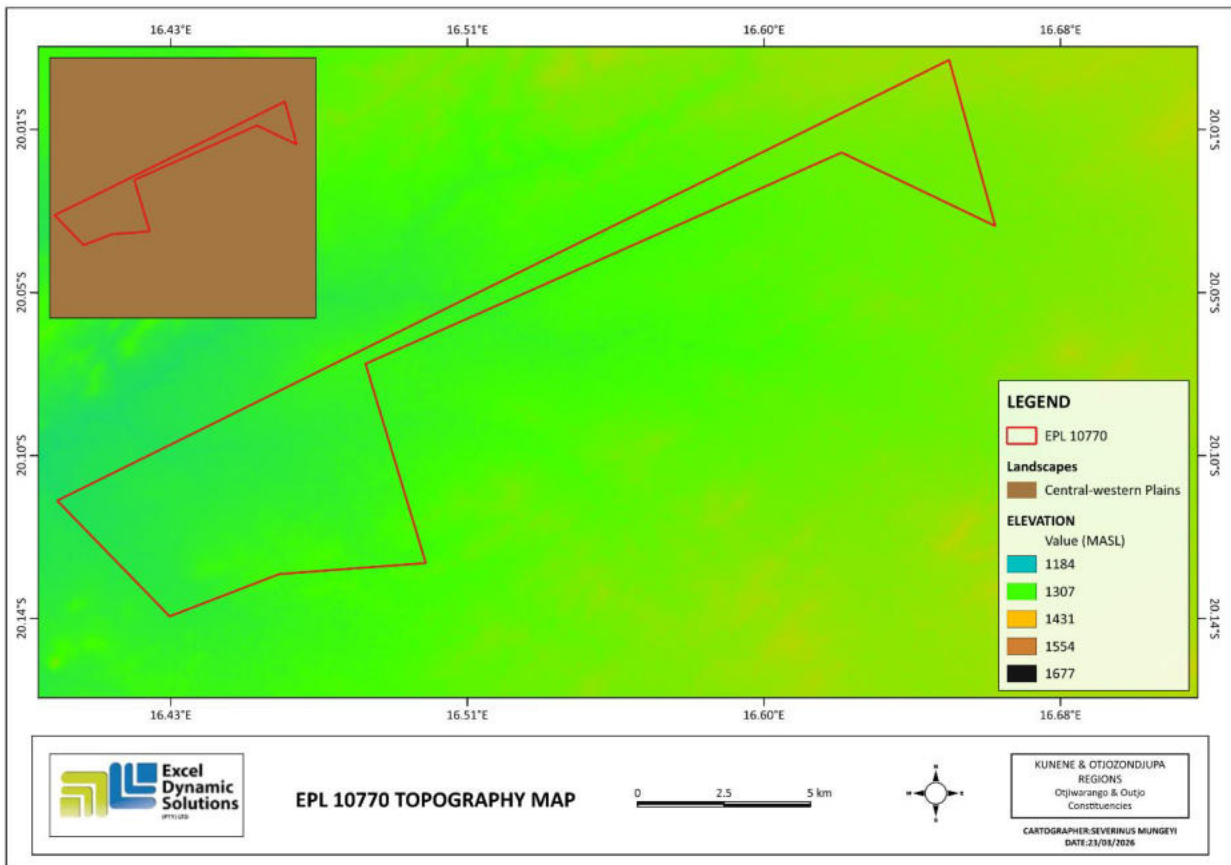 16.43°E 16.51°E 16.60°E 16.68°E
20.01°S 20.01°S
20.05°S 20.05°S
20.10°S 20.10°S
20.14°S 20.14°S
LEGEND
EPL 10770
Landscapes
Central-western Plains
ELEVATION
Value (MASL)
1184
1307
1431
1554
1677
16.43°E 16.51°E 16.60°E 16.68°E
Excel
Dynamic
Solutions
(PTY) LTD
EPL 10770 TOPOGRAPHY MAP
0 2.5 5 km
KUNENE & OTJOZONDJUPA
REGIONS
Otjiwarango & Outjo
Constituencies
CARTOGRAPHER:SEVERINUS MUNGEYI
DATE:23/03/2026